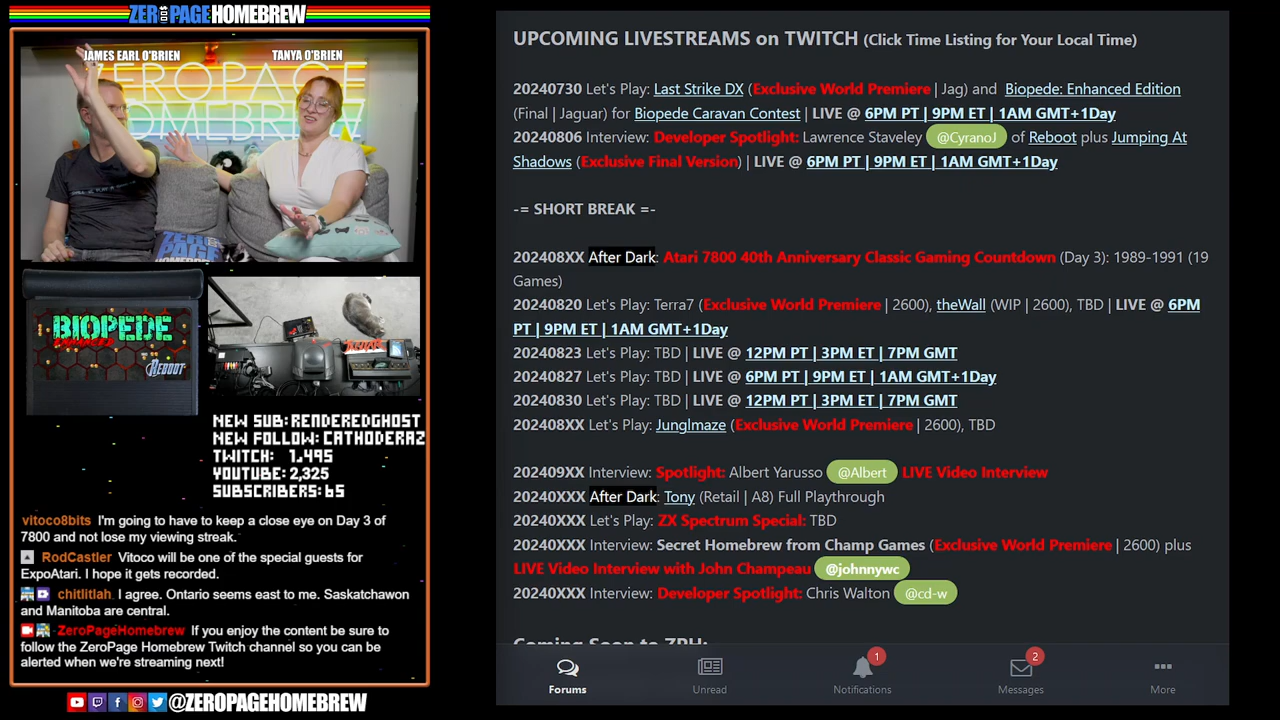 ZEROPAGEHOMEBREW
JAMES EARL O'BRIEN
TANYA O'BRIEN
ZEROPAGE
HOMEBREW
BIOPEDE
ENHANCED
REBOOT
NEW SUB: RENDEREDGHOST
NEW FOLLOW: CATHODERAZ
TWITCH: 1,495
YOUTUBE: 2,325
SUBSCRIBERS: 65
vitoco8bits I'm going to have to keep a close eye on Day 3 of
7800 and not lose my viewing streak.
RodCastler Vitoco will be one of the special guests for
ExpoAtari. I hope it gets recorded.
chitlitlah I agree. Ontario seems east to me. Saskatchawon
and Manitoba are central.
ZeroPageHomebrew If you enjoy the content be sure to
follow the ZeroPage Homebrew Twitch channel so you can be
alerted when we're streaming next!
@ZEROPAGEHOMEBREW
UPCOMING LIVESTREAMS on TWITCH (Click Time Listing for Your Local Time)
20240730 Let's Play: Last Strike DX (Exclusive World Premiere | Jag) and Biopede: Enhanced Edition
(Final | Jaguar) for Biopede Caravan Contest | LIVE @ 6PM PT | 9PM ET | 1AM GMT+1Day
20240806 Interview: Developer Spotlight: Lawrence Staveley @CyranoJ of Reboot plus Jumping At
Shadows (Exclusive Final Version) | LIVE @ 6PM PT | 9PM ET | 1AM GMT+1Day
-= SHORT BREAK =-
202408XX After Dark: Atari 7800 40th Anniversary Classic Gaming Countdown (Day 3): 1989-1991 (19
Games)
20240820 Let's Play: Terra7 (Exclusive World Premiere | 2600), theWall (WIP | 2600), TBD | LIVE @ 6PM
PT | 9PM ET | 1AM GMT+1Day
20240823 Let's Play: TBD | LIVE @ 12PM PT | 3PM ET | 7PM GMT
20240827 Let's Play: TBD | LIVE @ 6PM PT | 9PM ET | 1AM GMT+1Day
20240830 Let's Play: TBD | LIVE @ 12PM PT | 3PM ET | 7PM GMT
202408XX Let's Play: Junglmaze (Exclusive World Premiere | 2600), TBD
202409XX Interview: Spotlight: Albert Yarusso @Albert LIVE Video Interview
20240XXX After Dark: Tony (Retail | A8) Full Playthrough
20240XXX Let's Play: ZX Spectrum Special: TBD
20240XXX Interview: Secret Homebrew from Champ Games (Exclusive World Premiere | 2600) plus
LIVE Video Interview with John Champeau @johnnywc
20240XXX Interview: Developer Spotlight: Chris Walton @cd-w
Coming Soon to ZPH:
1
2
Forums
Unread
Notifications
Messages
More